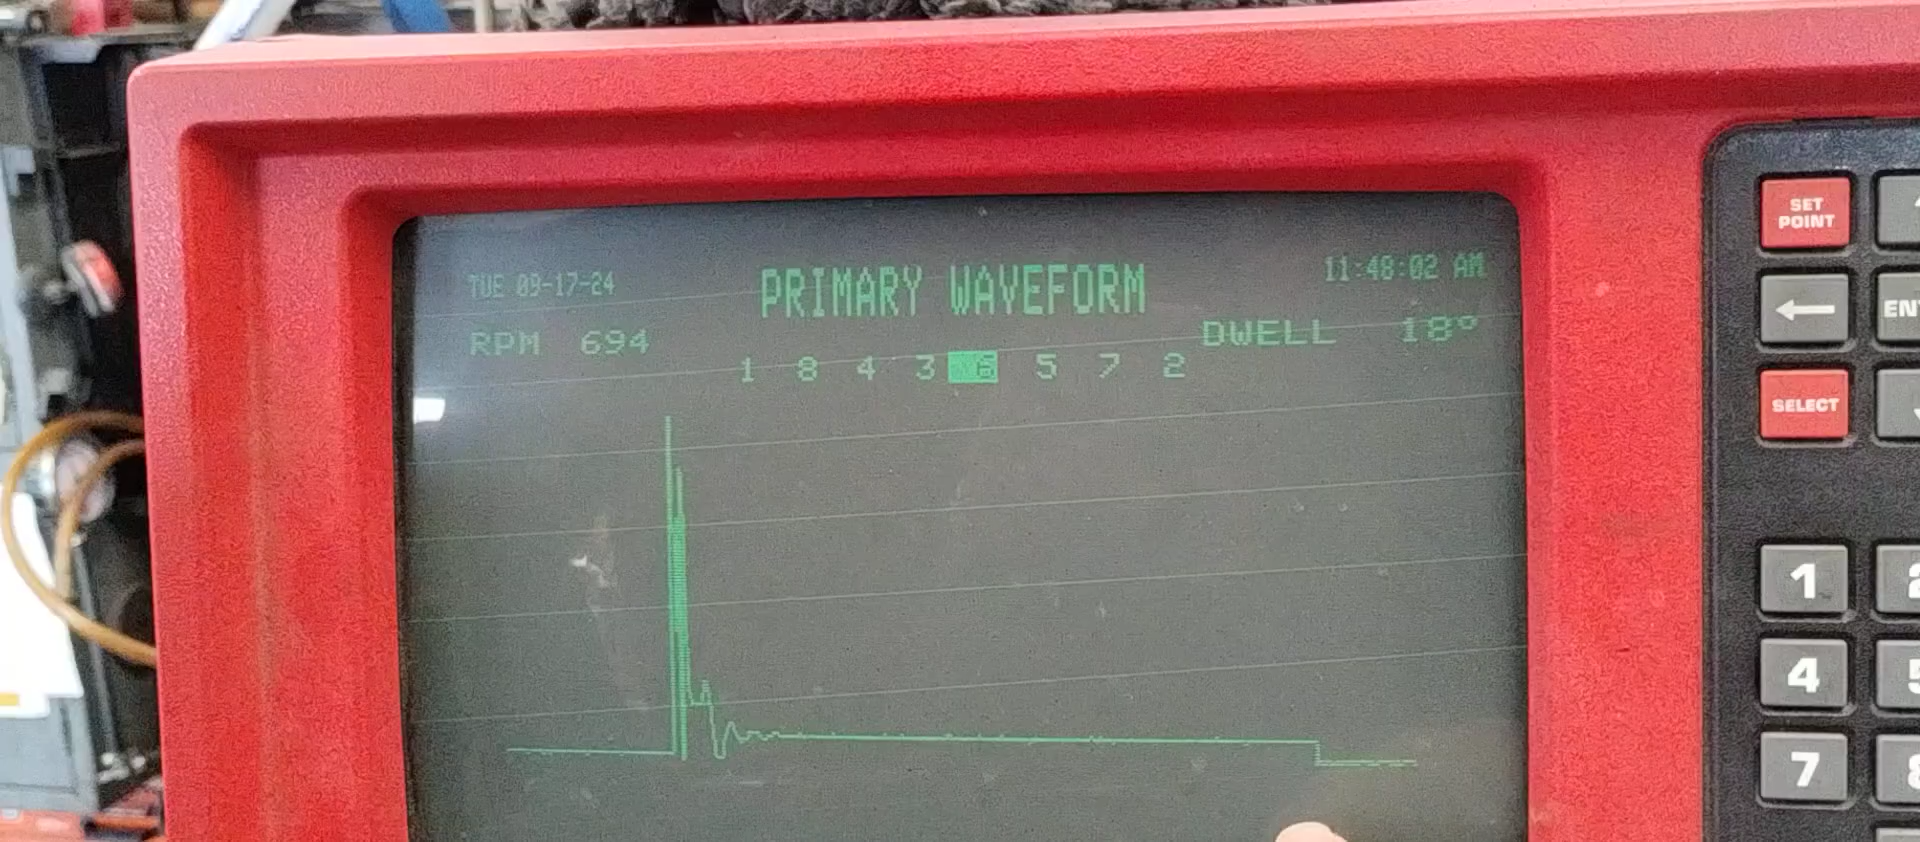 TUE 09-17-24
PRIMARY WAVEFORM
11:48:02 AM
RPM 694
DWELL 18°
1 8 4 3 6 5 7 2
SET POINT
SELECT
1
4
7